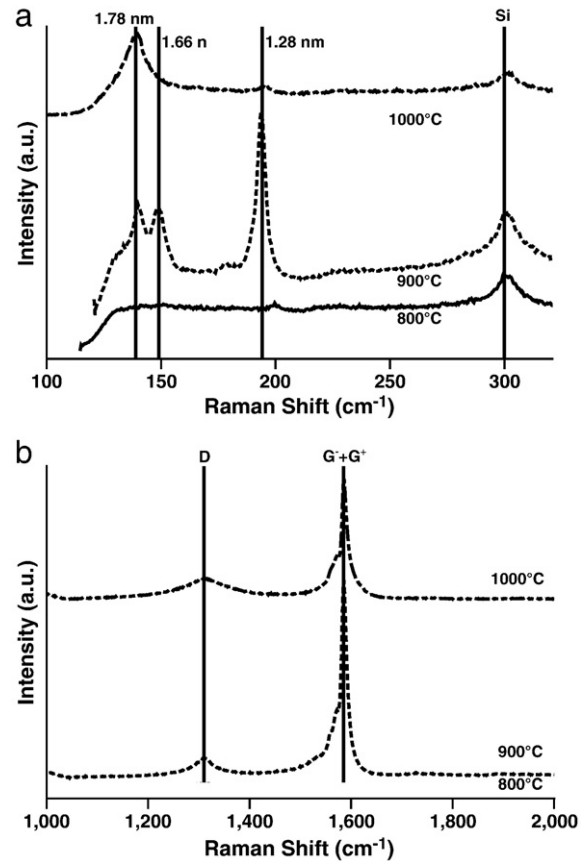 a
1.78 nm
1.66 n
1.28 nm
Si
1000°C
900°C
800°C
Intensity (a.u.)
100 150 200 250 300
Raman Shift (cm-1)
b
D
G-+G+
1000°C
900°C
800°C
Intensity (a.u.)
1,000 1,200 1,400 1,600 1,800 2,000
Raman Shift (cm-1)